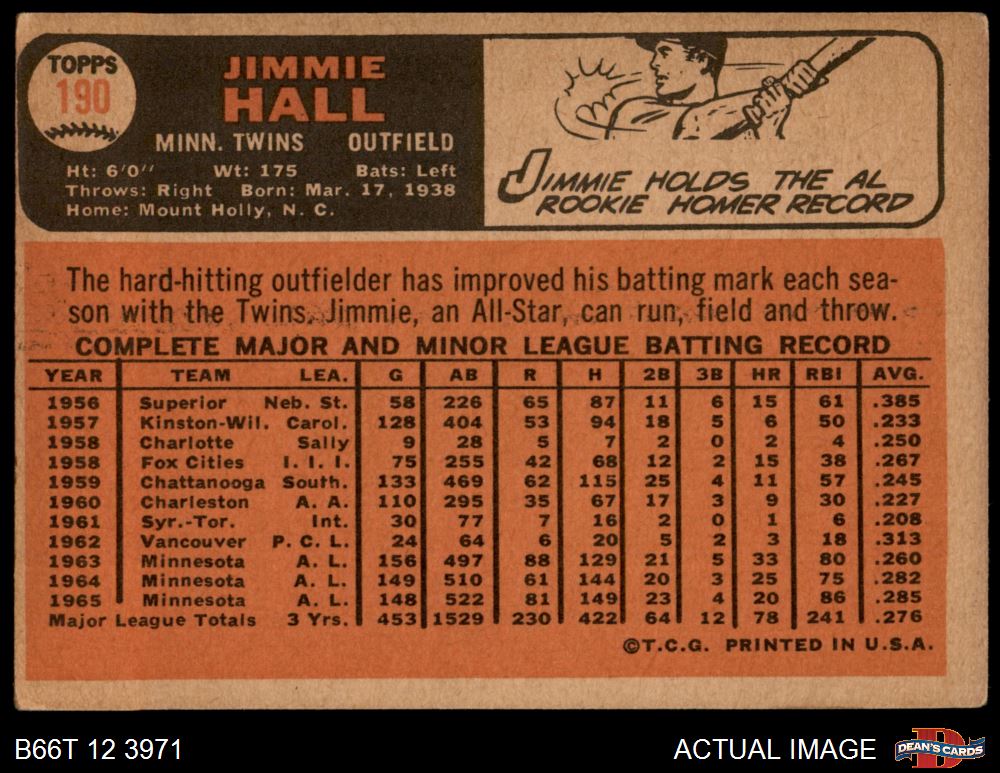 TOPPS
190
JIMMIE
HALL
MINN. TWINS OUTFIELD
Ht: 6'0" Wt: 175 Bats: Left
Throws: Right Born: Mar. 17, 1938
Home: Mount Holly, N. C.
JIMMIE HOLDS THE AL
ROOKIE HOMER RECORD
The hard-hitting outfielder has improved his batting mark each sea-
son with the Twins. Jimmie, an All-Star, can run, field and throw.
COMPLETE MAJOR AND MINOR LEAGUE BATTING RECORD
YEAR TEAM LEA. G AB R H 2B 3B HR RBI AVG.
1956 Superior Neb. St. 58 226 65 87 11 6 15 61 .385
1957 Kinston-Wil. Carol. 128 404 53 94 18 5 6 50 .233
1958 Charlotte Sally 9 28 5 7 2 0 2 4 .250
1958 Fox Cities I. I. I. 75 255 42 68 12 2 15 38 .267
1959 Chattanooga South. 133 469 62 115 25 4 11 57 .245
1960 Charleston A. A. 110 295 35 67 17 3 9 30 .227
1961 Syr.-Tor. Int. 30 77 7 16 2 0 1 6 .208
1962 Vancouver P. C. L. 24 64 6 20 5 2 3 18 .313
1963 Minnesota A. L. 156 497 88 129 21 5 33 80 .260
1964 Minnesota A. L. 149 510 61 144 20 3 25 75 .282
1965 Minnesota A. L. 148 522 81 149 23 4 20 86 .285
Major League Totals 3 Yrs. 453 1529 230 422 64 12 78 241 .276
©T.C.G. PRINTED IN U.S.A.
B66T 12 3971 ACTUAL IMAGE
D
DEAN'S CARDS